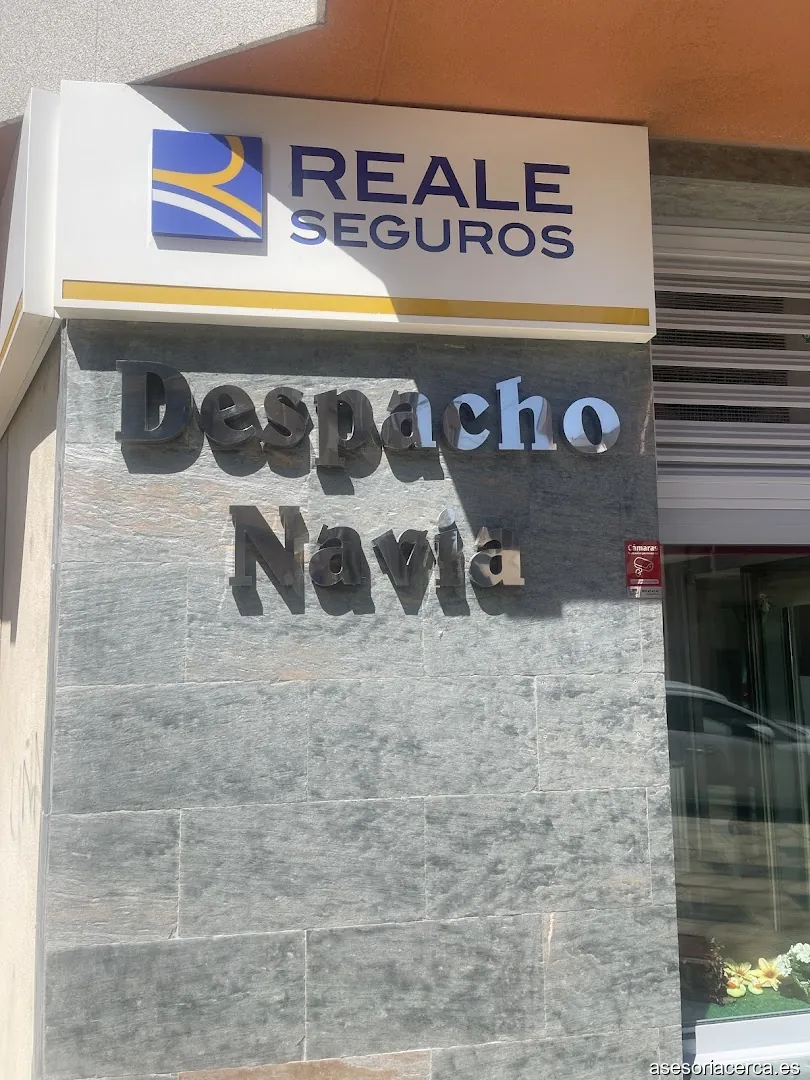 REALE
SEGUROS
Despacho
Navia
Cámaras
asesoriacerca.es